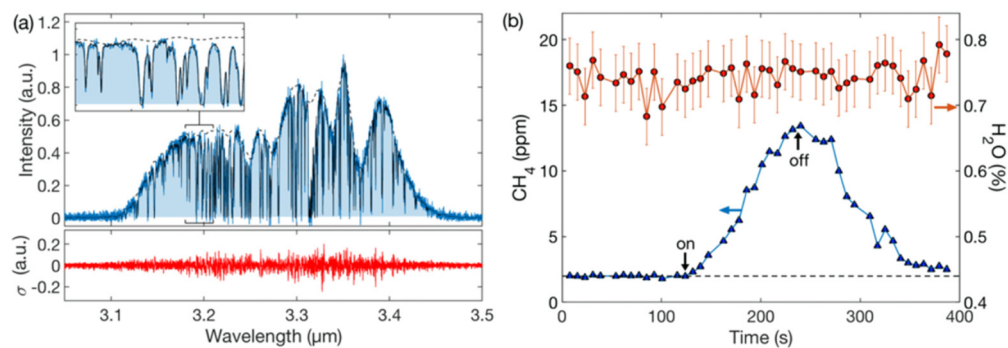 (a)
1.2
1
0.8
0.6
0.4
0.2
0
Intensity (a.u.)
0.2
0
-0.2
σ (a.u.)
3.1 3.2 3.3 3.4 3.5
Wavelength (μm)
(b)
20
15
10
5
0
CH4 (ppm)
on
off
0.8
0.7
0.6
0.5
0.4
H2O (%)
0 100 200 300 400
Time (s)